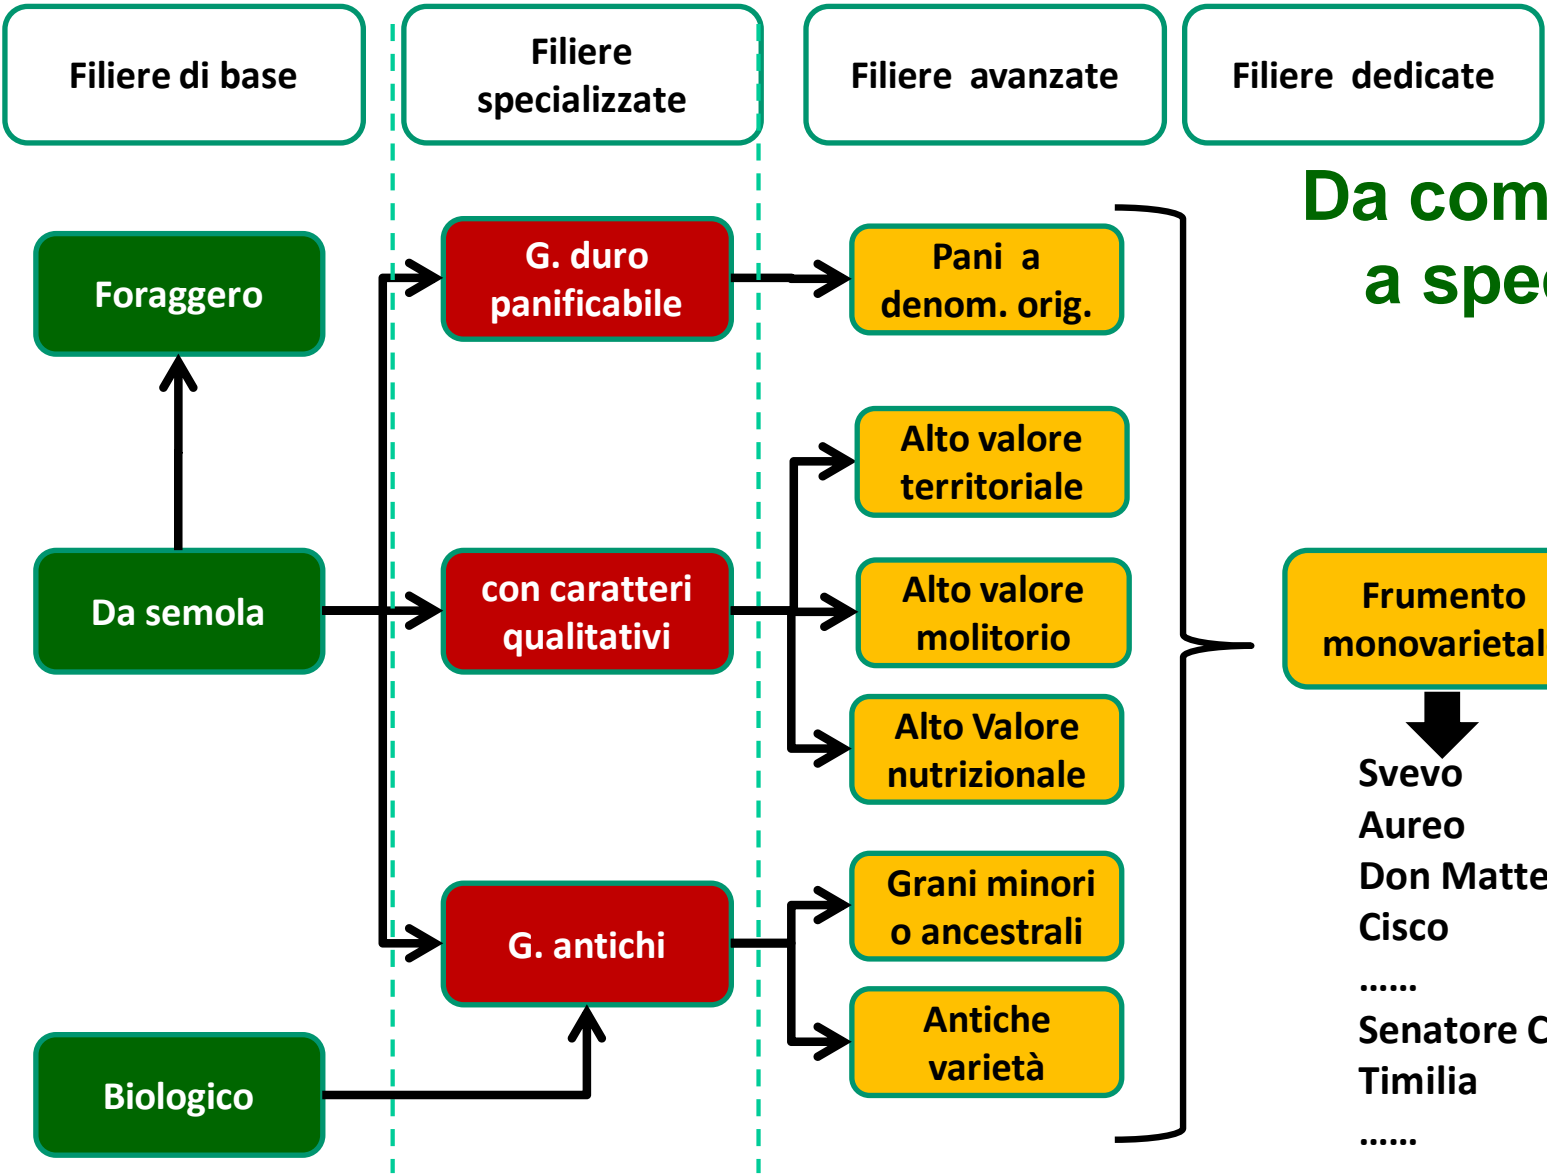 Filiere di base
Filiere
specializzate
Filiere avanzate
Filiere dedicate
Da com
a spe
Foraggero
G. duro
panificabile
Pani a
denom. orig.
Alto valore
territoriale
Da semola
con caratteri
qualitativi
Alto valore
molitorio
Frumento
monovarietal
Alto Valore
nutrizionale
Svevo
Aureo
Don Matte
Cisco
......
Senatore C
Timilia
......
Grani minori
o ancestrali
G. antichi
Antiche
varietà
Biologico